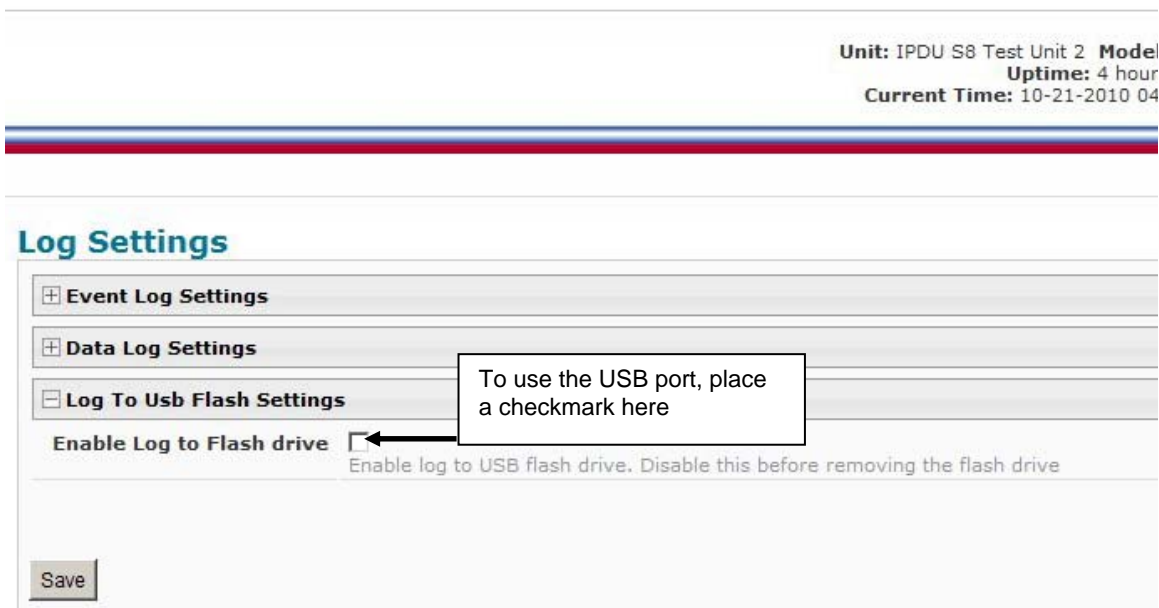 Unit: IPDU S8 Test Unit 2 Model
Uptime: 4 hour
Current Time: 10-21-2010 04
Log Settings
Event Log Settings
Data Log Settings
Log To Usb Flash Settings
To use the USB port, place
a checkmark here
Enable Log to Flash drive
Enable log to USB flash drive. Disable this before removing the flash drive
Save